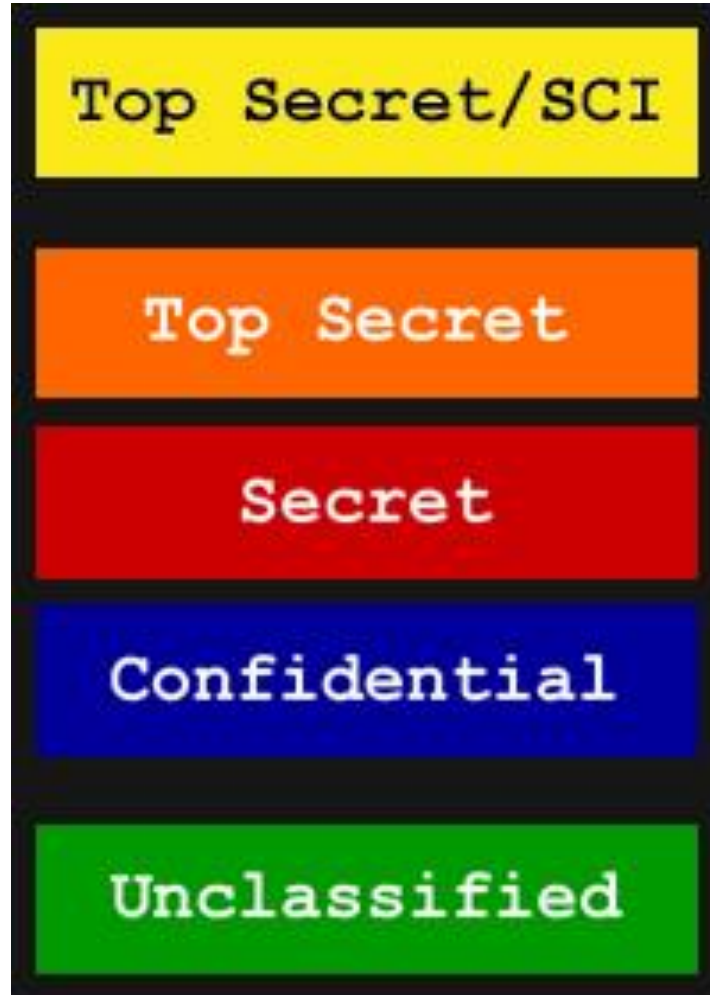 Top Secret/SCI
Top Secret
Secret
Confidential
Unclassified